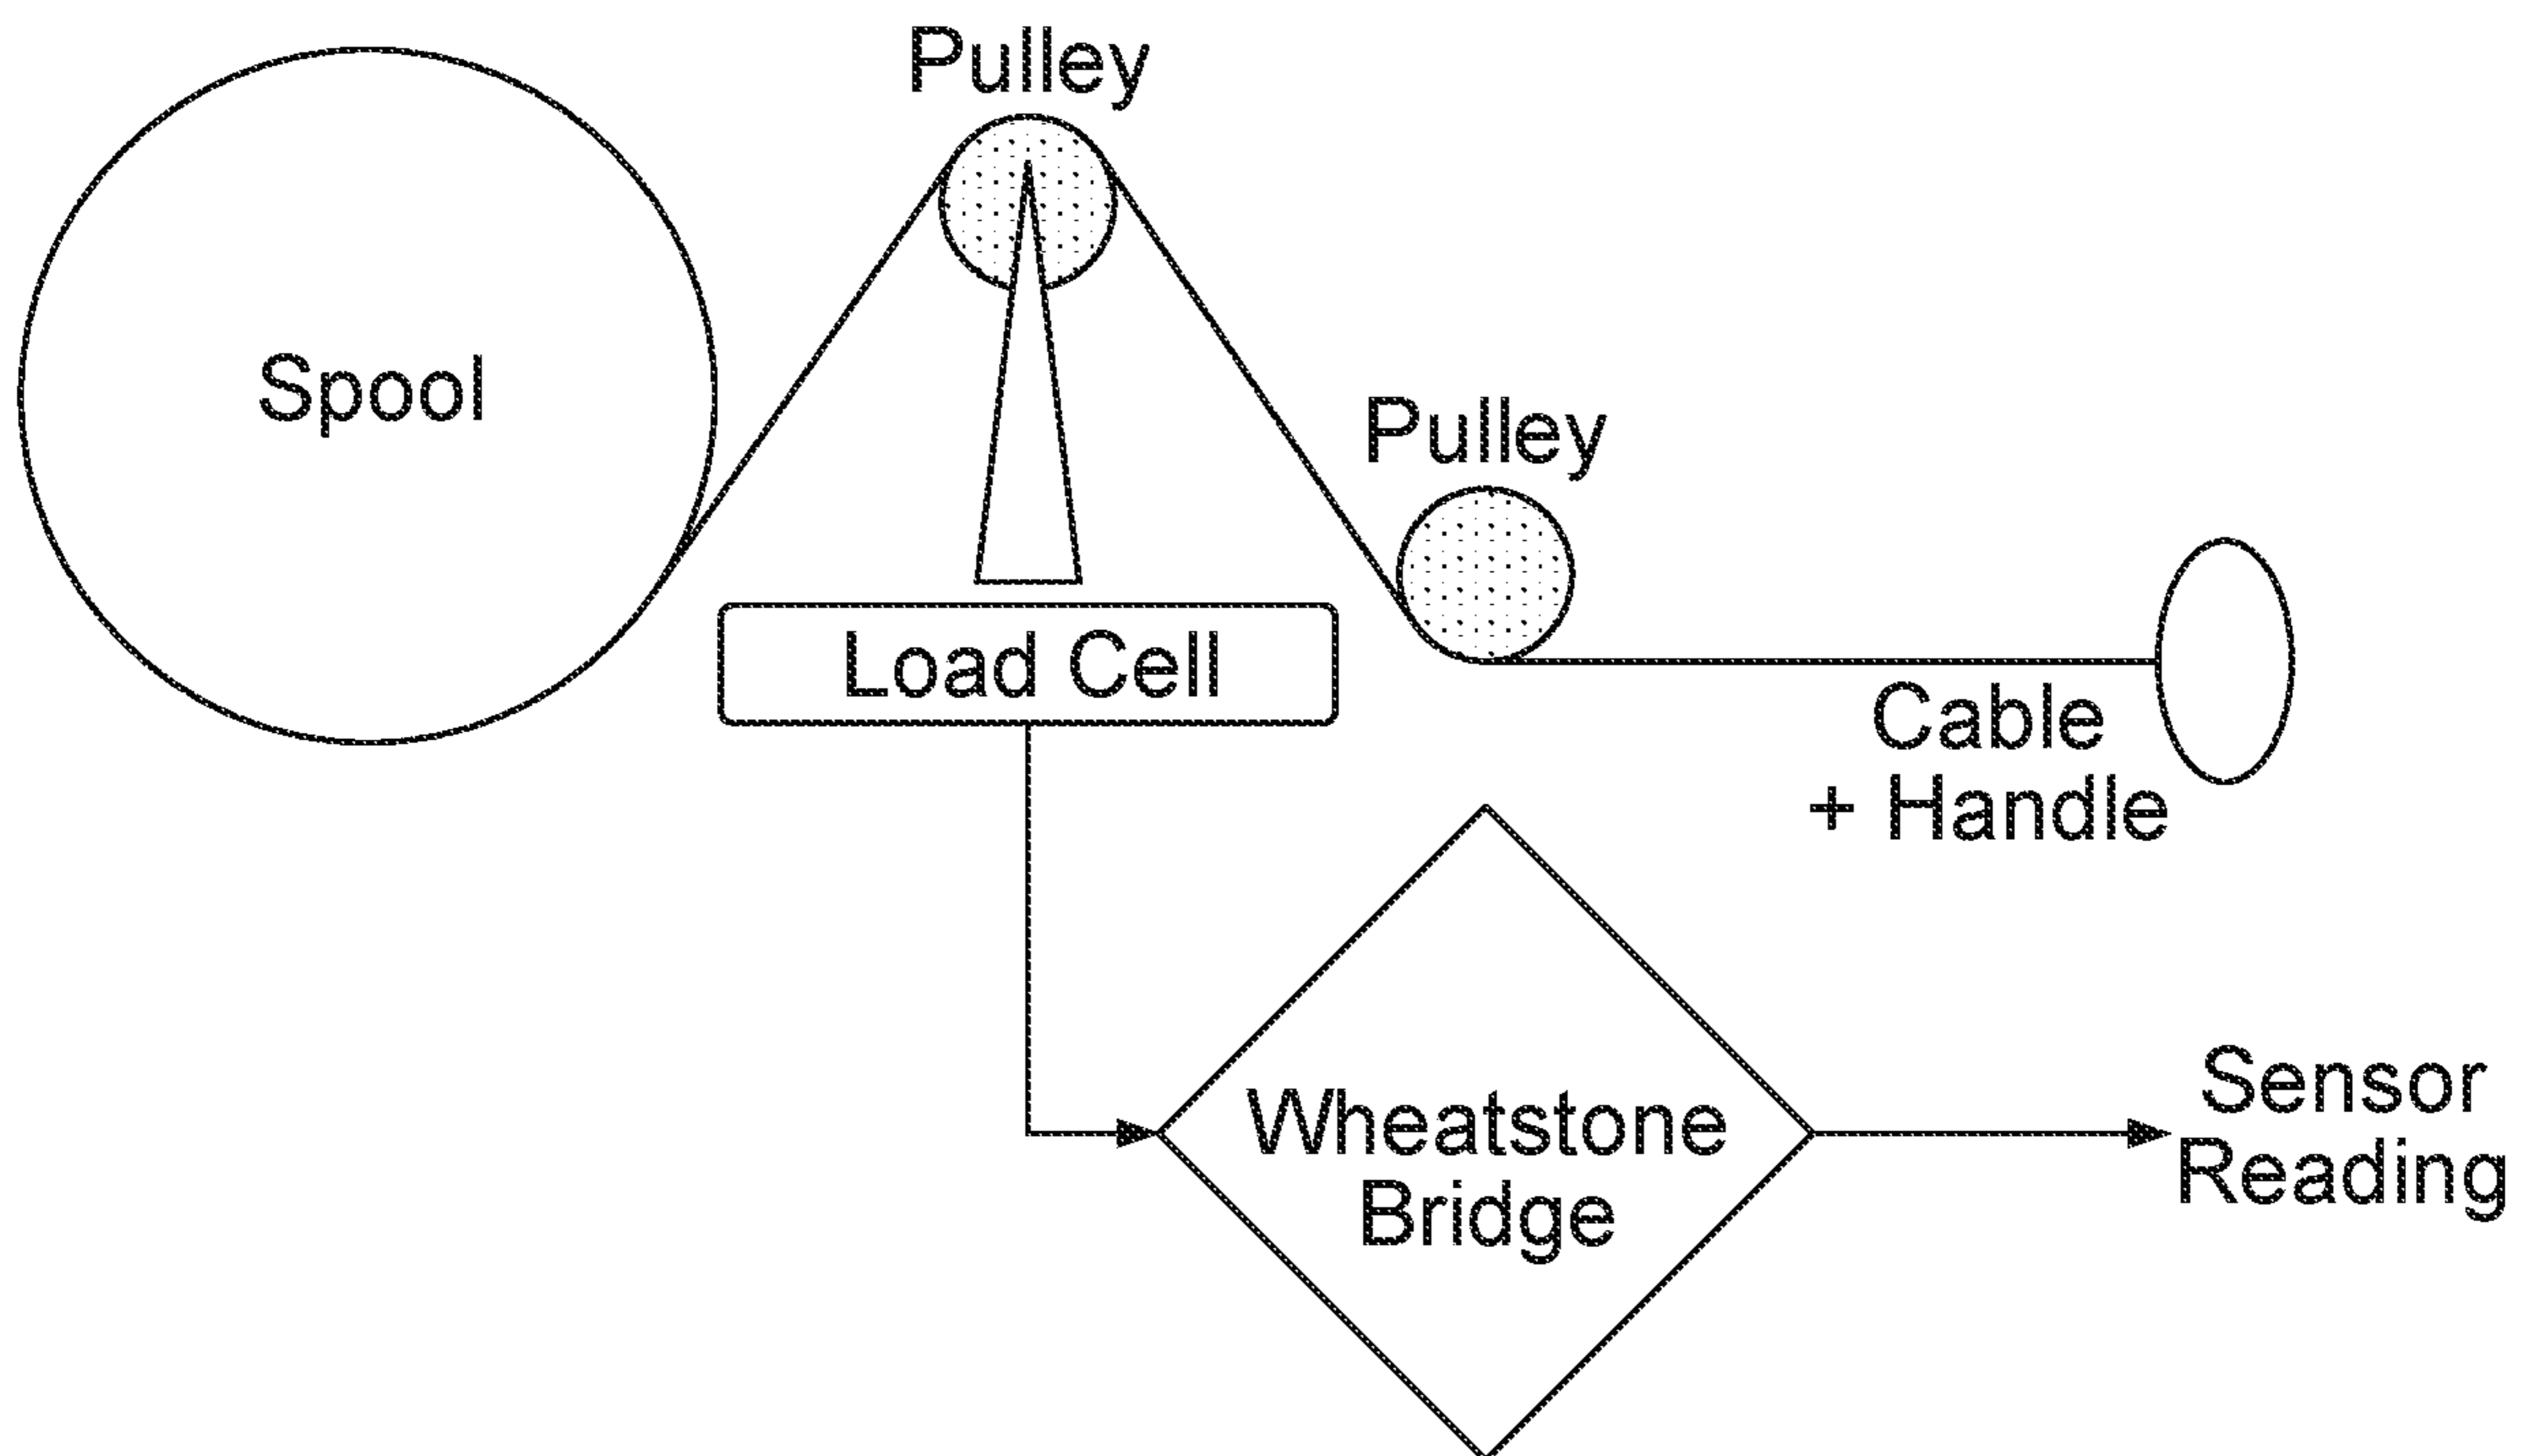 Pulley
Spool
Pulley
Load Cell
Cable
+ Handle
Wheatstone
Bridge
Sensor
Reading